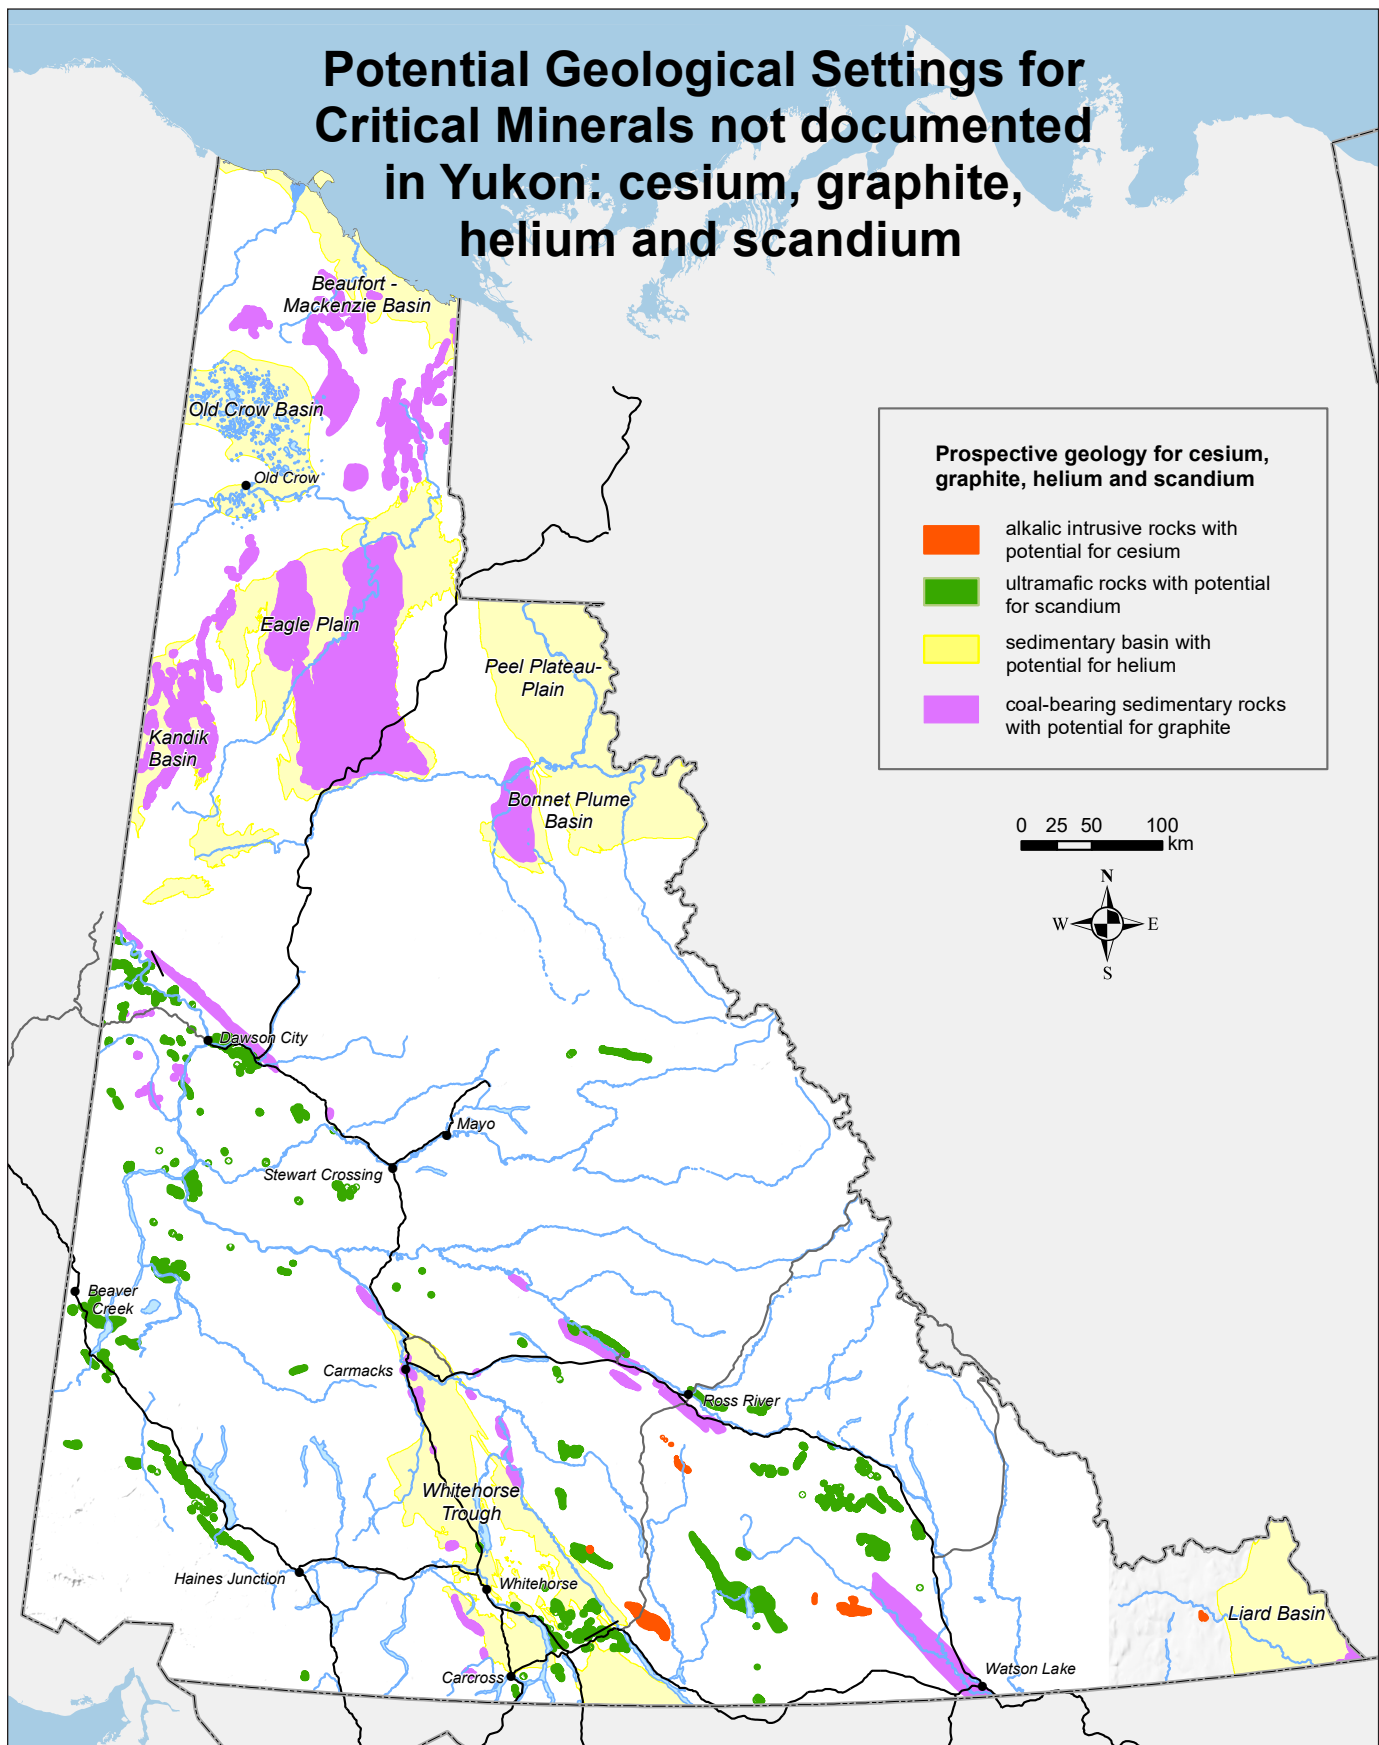 Potential Geological Settings for
Critical Minerals not documented
in Yukon: cesium, graphite,
helium and scandium
Beaufort -
Mackenzie Basin
Old Crow Basin
Old Crow
Eagle Plain
Peel Plateau-
Plain
Kandik
Basin
Bonnet Plume
Basin
Prospective geology for cesium,
graphite, helium and scandium
alkalic intrusive rocks with
potential for cesium
ultramafic rocks with potential
for scandium
sedimentary basin with
potential for helium
coal-bearing sedimentary rocks
with potential for graphite
0 25 50 100
km
N
W E
S
Dawson City
Mayo
Stewart Crossing
Beaver
Creek
Carmacks
Ross River
Whitehorse
Trough
Haines Junction
Whitehorse
Liard Basin
Carcross
Watson Lake